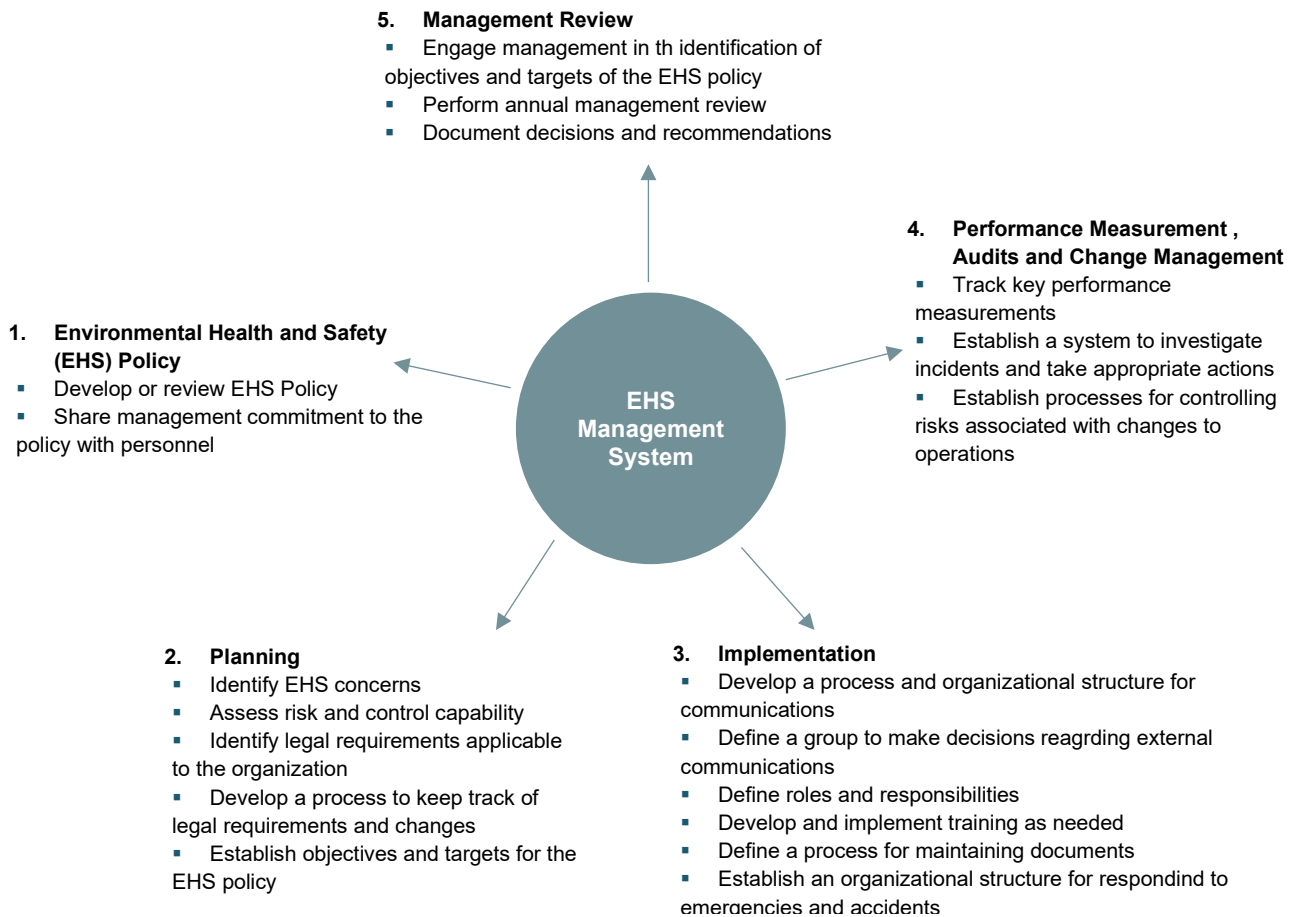 5. Management Review
▪ Engage management in th identification of
objectives and targets of the EHS policy
▪ Perform annual management review
▪ Document decisions and recommendations
4. Performance Measurement ,
Audits and Change Management
▪ Track key performance
measurements
▪ Establish a system to investigate
incidents and take appropriate actions
▪ Establish processes for controlling
risks associated with changes to
operations
1. Environmental Health and Safety
(EHS) Policy
▪ Develop or review EHS Policy
▪ Share management commitment to the
policy with personnel
EHS
Management
System
2. Planning
▪ Identify EHS concerns
▪ Assess risk and control capability
▪ Identify legal requirements applicable
to the organization
▪ Develop a process to keep track of
legal requirements and changes
▪ Establish objectives and targets for the
EHS policy
3. Implementation
▪ Develop a process and organizational structure for
communications
▪ Define a group to make decisions reagrding external
communications
▪ Define roles and responsibilities
▪ Develop and implement training as needed
▪ Define a process for maintaining documents
▪ Establish an organizational structure for respondind to
emergencies and accidents